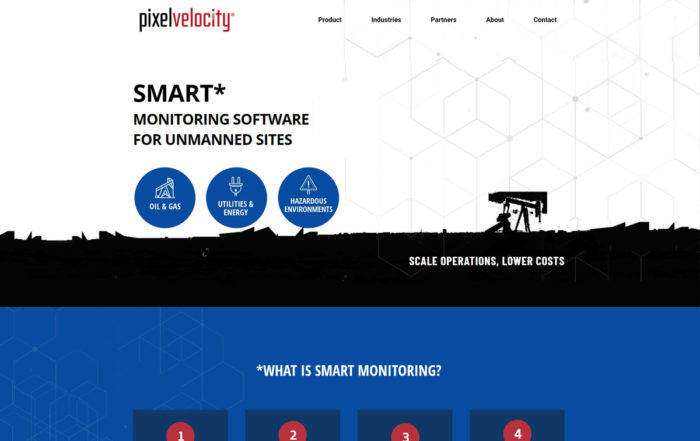 pixelvelocity®
Product Industries Partners About Contact
SMART*
MONITORING SOFTWARE
FOR UNMANNED SITES
OIL & GAS
UTILITIES &
ENERGY
HAZARDOUS
ENVIRONMENTS
SCALE OPERATIONS, LOWER COSTS
*WHAT IS SMART MONITORING?
1 2 3 4